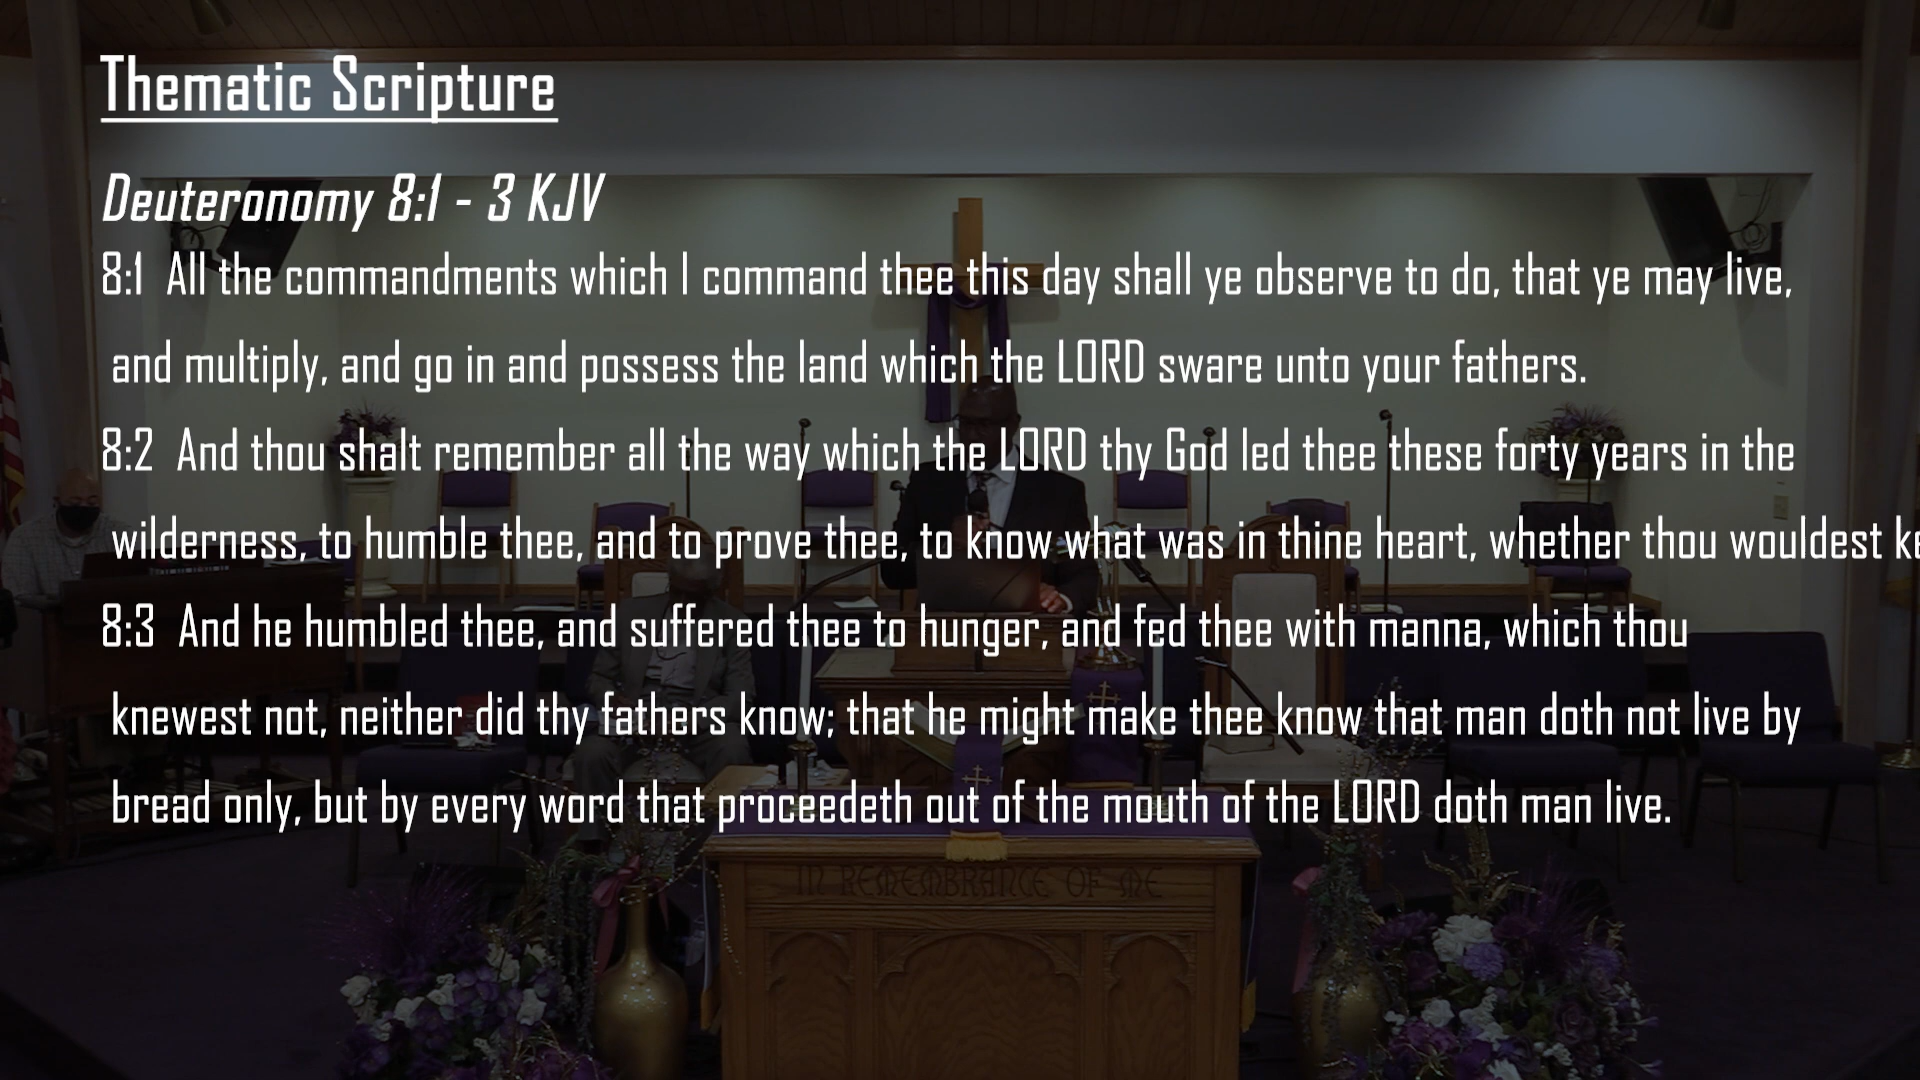 Thematic Scripture
Deuteronomy 8:1 - 3 KJV
8:1 All the commandments which I command thee this day shall ye observe to do, that ye may live,
and multiply, and go in and possess the land which the LORD sware unto your fathers.
8:2 And thou shalt remember all the way which the LORD thy God led thee these forty years in the
wilderness, to humble thee, and to prove thee, to know what was in thine heart, whether thou wouldest
8:3 And he humbled thee, and suffered thee to hunger, and fed thee with manna, which thou
knewest not, neither did thy fathers know; that he might make thee know that man doth not live by
bread only, but by every word that proceedeth out of the mouth of the LORD doth man live.
IN REMEMBRANCE OF ME